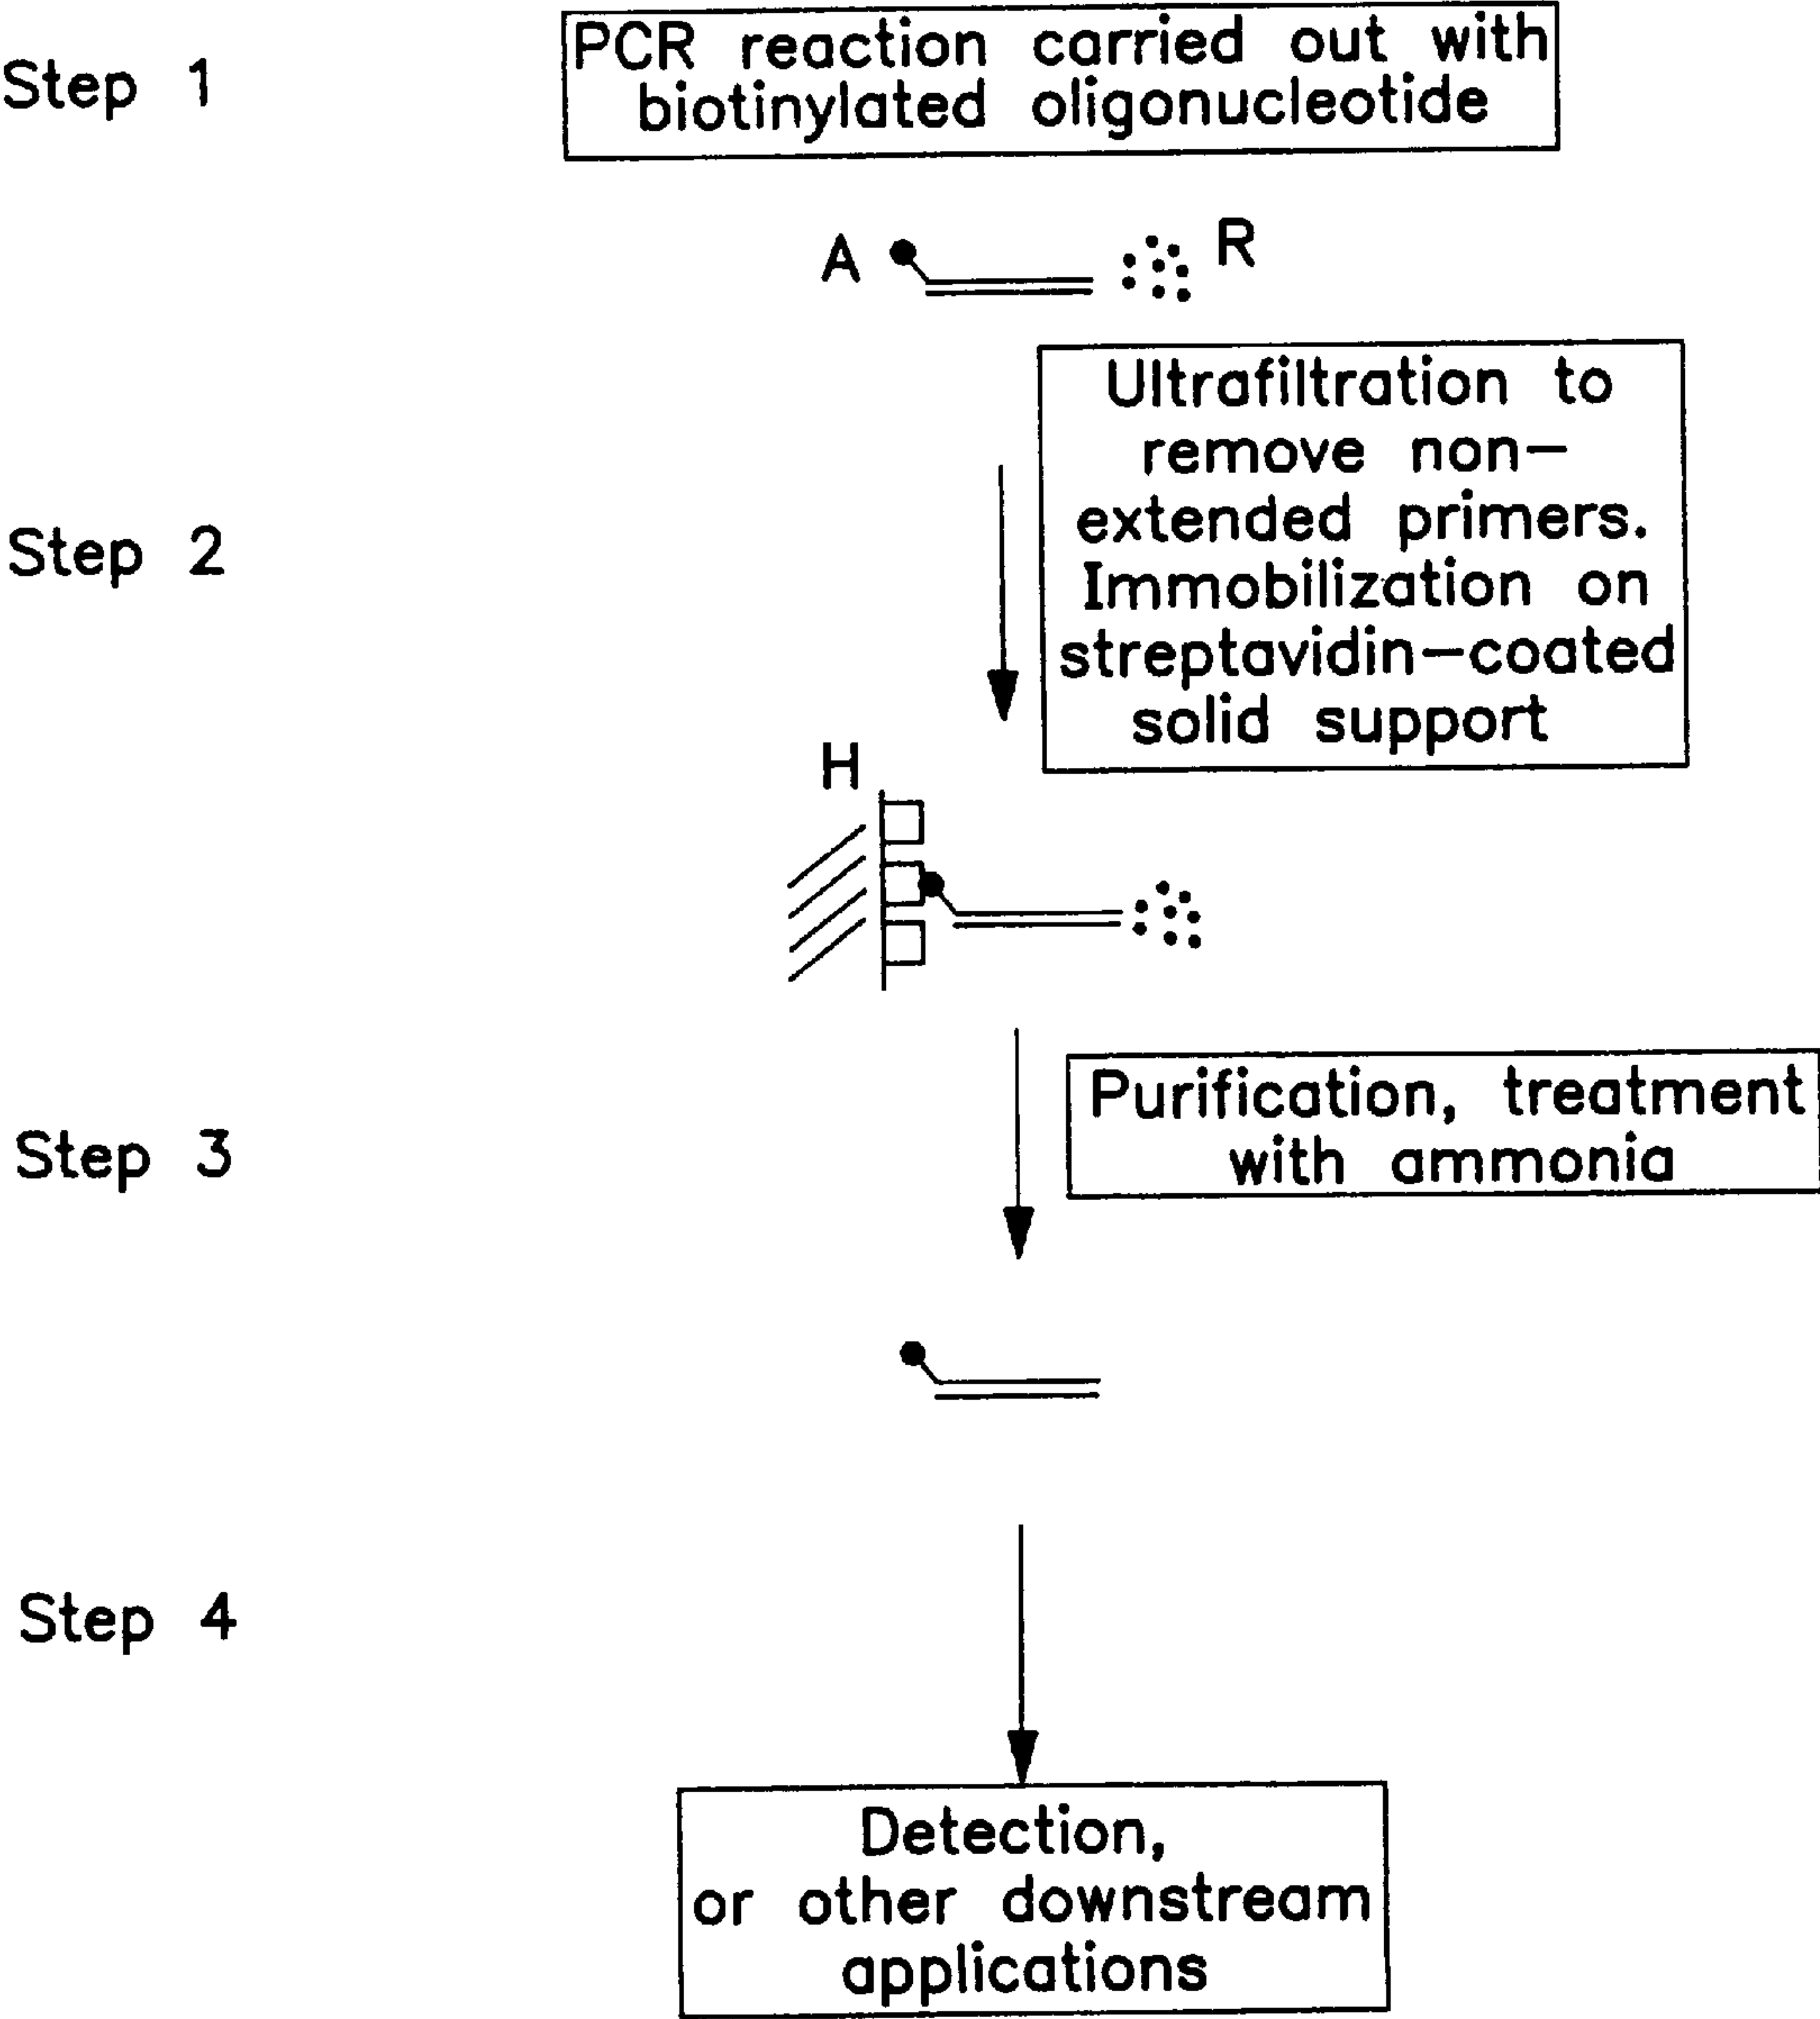 Step 1
PCR reaction carried out with
biotinylated oligonucleotide
A
R
Step 2
Ultrafiltration to
remove non-
extended primers.
Immobilization on
streptavidin-coated
solid support
H
Step 3
Purification, treatment
with ammonia
Step 4
Detection,
or other downstream
applications